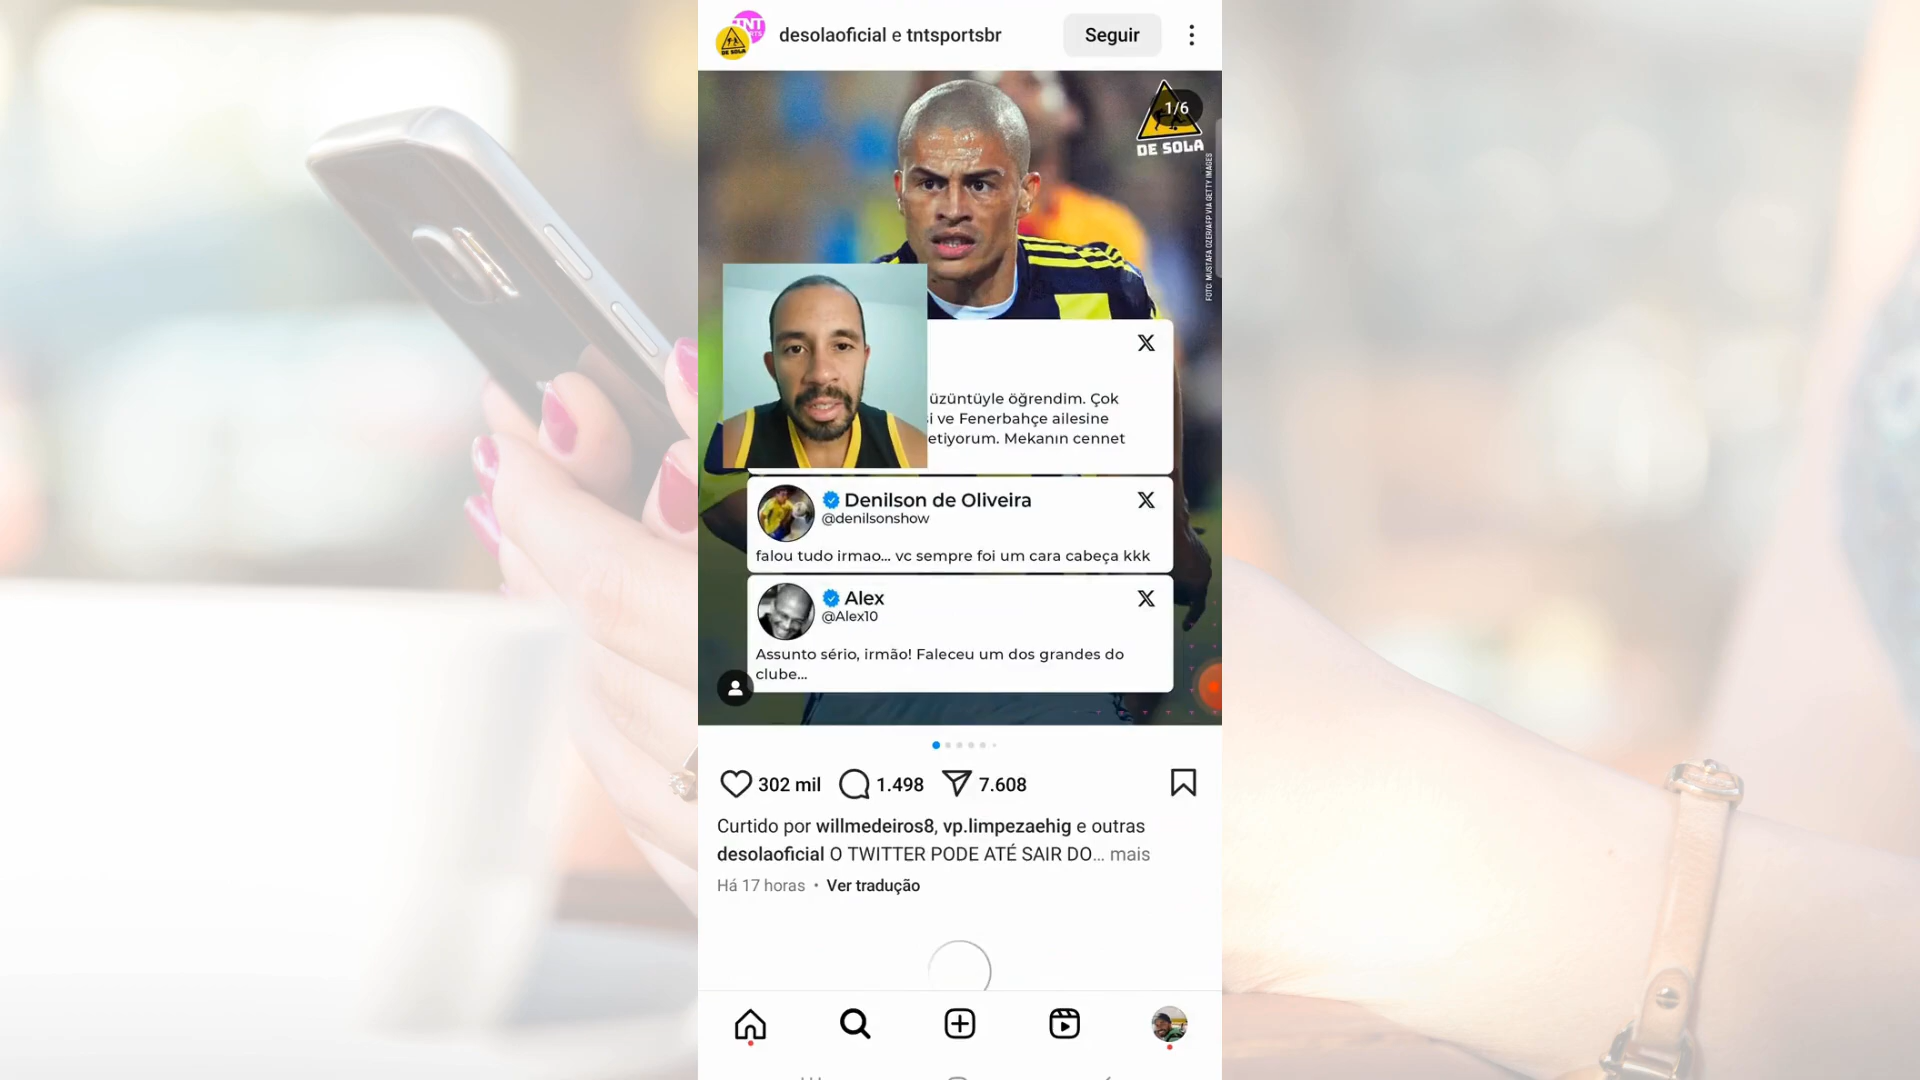 TNT
DE SOLA
desolaoficial e tntsportsbr
Seguir
1/6
DE SOLA
FOTO: MUSTAFA OZER/AFP VIA GETTY IMAGES
üzüntüyle öğrendim. Çok
ve Fenerbahçe ailesine
etiyorum. Mekanın cennet
Denilson de Oliveira
@denilsonshow
falou tudo irmao... vc sempre foi um cara cabeça kkk
Alex
@Alex10
Assunto sério, irmão! Faleceu um dos grandes do
clube...
302 mil 1.498 7.608
Curtido por willmedeiros8, vp.limpezaehig e outras
desolaoficial O TWITTER PODE ATÉ SAIR DO... mais
Há 17 horas • Ver tradução